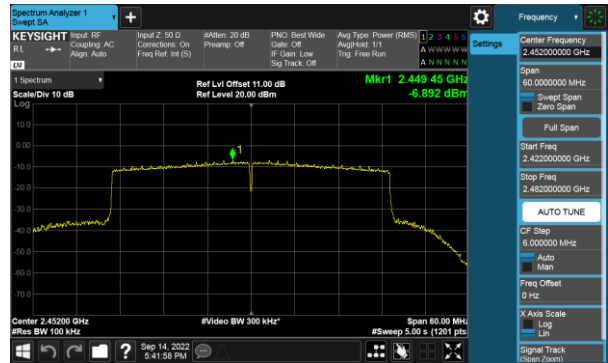 Spectrum Analyzer 1
Swept SA
+
Frequency
KEYSIGHT
Input: RF
Input Z: 50 Ω
#Atten: 20 dB
PNO: Best Wide
Avg Type: Power (RMS)
1 2 3 4 5 6
RL
Coupling: AC
Corrections: On
Preamp: Off
Gate: Off
Avg|Hold: 1/1
A W W W W W
Align: Auto
Freq Ref: Int (S)
IF Gain: Low
Trig: Free Run
Sig Track: Off
A N N N N N
LXI
1 Spectrum
Ref Lvl Offset 11.00 dB
Mkr1 2.449 45 GHz
Scale/Div 10 dB
Ref Level 20.00 dBm
-6.892 dBm
Log
10.0
0.00
1
-10.0
-20.0
-30.0
-40.0
-50.0
-60.0
-70.0
Center 2.45200 GHz
#Video BW 300 kHz*
Span 60.00 MHz
#Res BW 100 kHz
#Sweep 5.00 s (1201 pts)
Sep 14, 2022
5:41:58 PM
?
Settings
Center Frequency
2.452000000 GHz
Span
60.0000000 MHz
Swept Span
Zero Span
Full Span
Start Freq
2.422000000 GHz
Stop Freq
2.482000000 GHz
AUTO TUNE
CF Step
6.000000 MHz
Auto
Man
Freq Offset
0 Hz
X Axis Scale
Log
Lin
Signal Track
(Span Zoom)